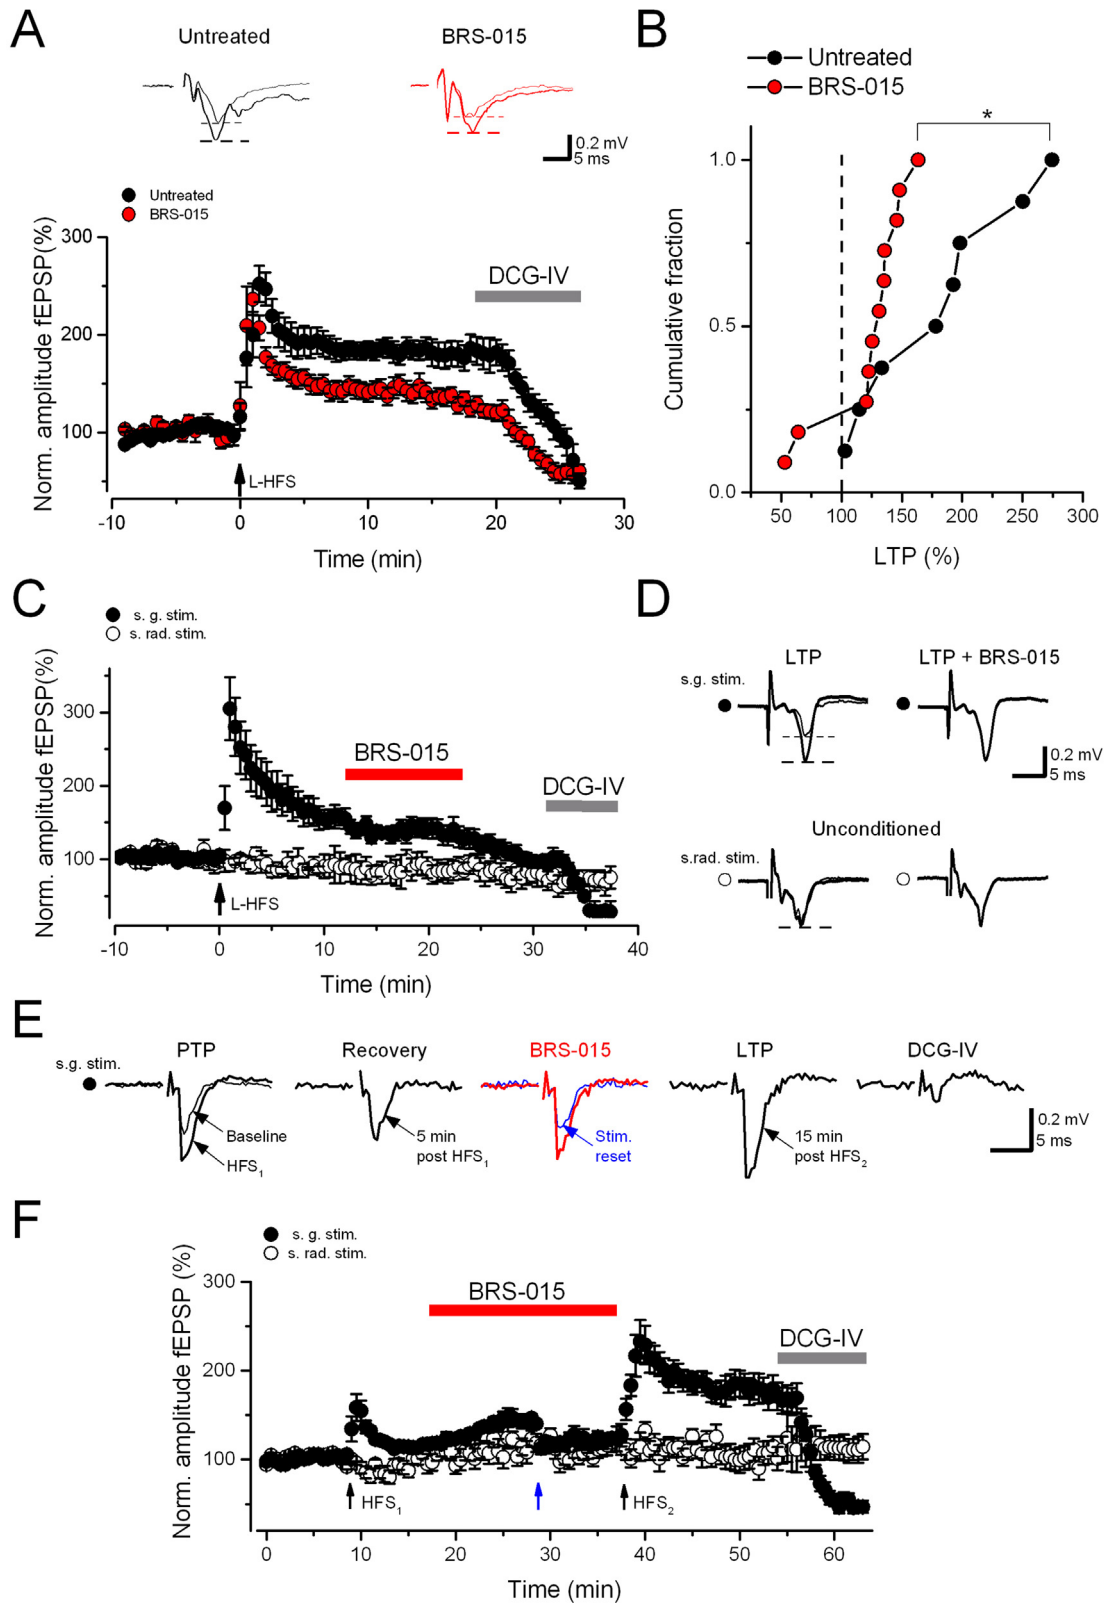 A
Untreated
BRS-015
0.2 mV
5 ms
Untreated
BRS-015
Norm. amplitude fEPSP(%)
300
200
100
DCG-IV
L-HFS
-10
0
10
20
30
Time (min)
B
Untreated
BRS-015
*
Cumulative fraction
1.0
0.5
0.0
50
100
150
200
250
300
LTP (%)
C
s. g. stim.
s. rad. stim.
Norm. amplitude fEPSP(%)
300
200
100
BRS-015
DCG-IV
L-HFS
-10
0
10
20
30
40
Time (min)
D
LTP
LTP + BRS-015
s.g. stim.
0.2 mV
5 ms
Unconditioned
s.rad. stim.
E
PTP
Recovery
BRS-015
LTP
DCG-IV
s.g. stim.
Baseline
HFS1
5 min
post HFS1
Stim.
reset
15 min
post HFS2
0.2 mV
5 ms
F
s. g. stim.
s. rad. stim.
Norm. amplitude fEPSP (%)
300
200
100
BRS-015
DCG-IV
HFS1
HFS2
0
10
20
30
40
50
60
Time (min)